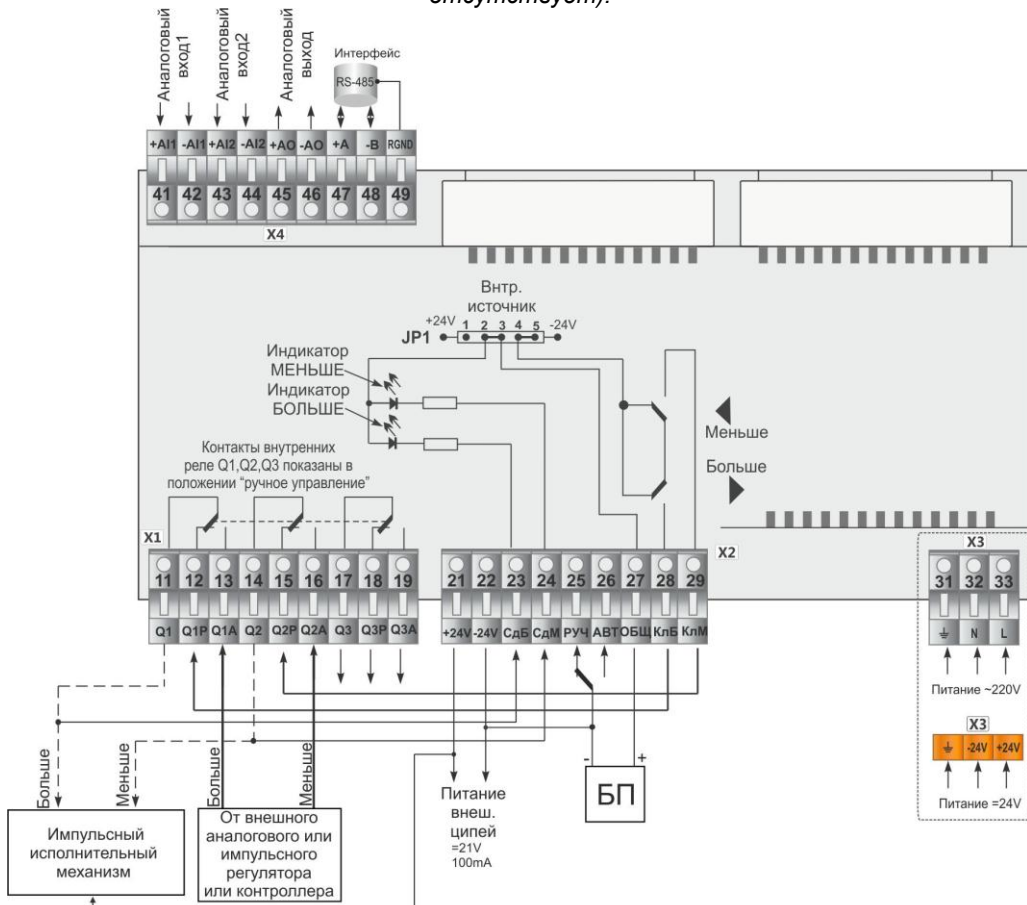 отсутствует).
Аналоговый
вход1
Аналоговый
вход2
Аналоговый
выход
Интерфейс
RS-485
+AI1 -AI1 +AI2 -AI2 +AO -AO +A -B RGND
41 42 43 44 45 46 47 48 49
X4
Внтр.
источник
+24V 1 2 3 4 5 -24V
JP1
Индикатор
МЕНЬШЕ
Индикатор
БОЛЬШЕ
Меньше
Больше
Контакты внутренних
реле Q1,Q2,Q3 показаны в
положении “ручное управление”
X1
X2
X3
11 12 13 14 15 16 17 18 19
21 22 23 24 25 26 27 28 29
31 32 33
Q1 Q1P Q1A Q2 Q2P Q2A Q3 Q3P Q3A
+24V -24V СдБ СдМ РУЧ АВТ ОБЩ КлБ КлМ
N L
Питание ~220V
X3
-24V +24V
Питание =24V
Больше
Меньше
Больше
Меньше
Импульсный
исполнительный
механизм
От внешного
аналогового или
импульсного
регулятора
или контроллера
Питание
внеш.
ципей
=21V
100mA
- +
БП